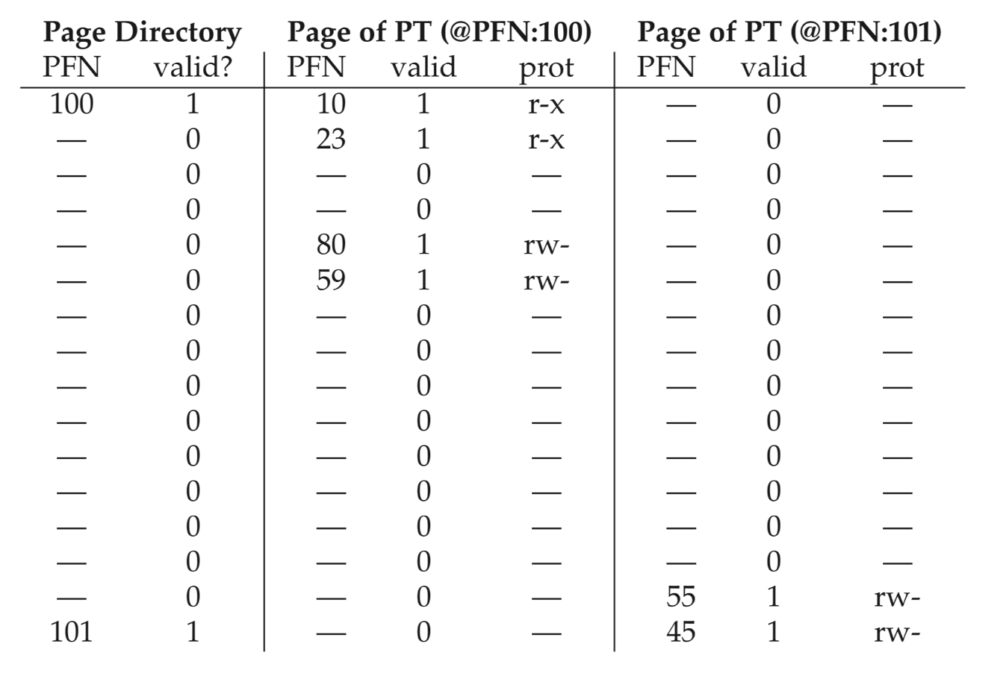 Page Directory Page of PT (@PFN:100) Page of PT (@PFN:101)
PFN valid? PFN valid prot PFN valid prot
100 1 10 1 r-x — 0 —
— 0 23 1 r-x — 0 —
— 0 — 0 — — 0 —
— 0 — 0 — — 0 —
— 0 80 1 rw- — 0 —
— 0 59 1 rw- — 0 —
— 0 — 0 — — 0 —
— 0 — 0 — — 0 —
— 0 — 0 — — 0 —
— 0 — 0 — — 0 —
— 0 — 0 — — 0 —
— 0 — 0 — — 0 —
— 0 — 0 — — 0 —
— 0 — 0 — — 0 —
— 0 — 0 — 55 1 rw-
101 1 — 0 — 45 1 rw-